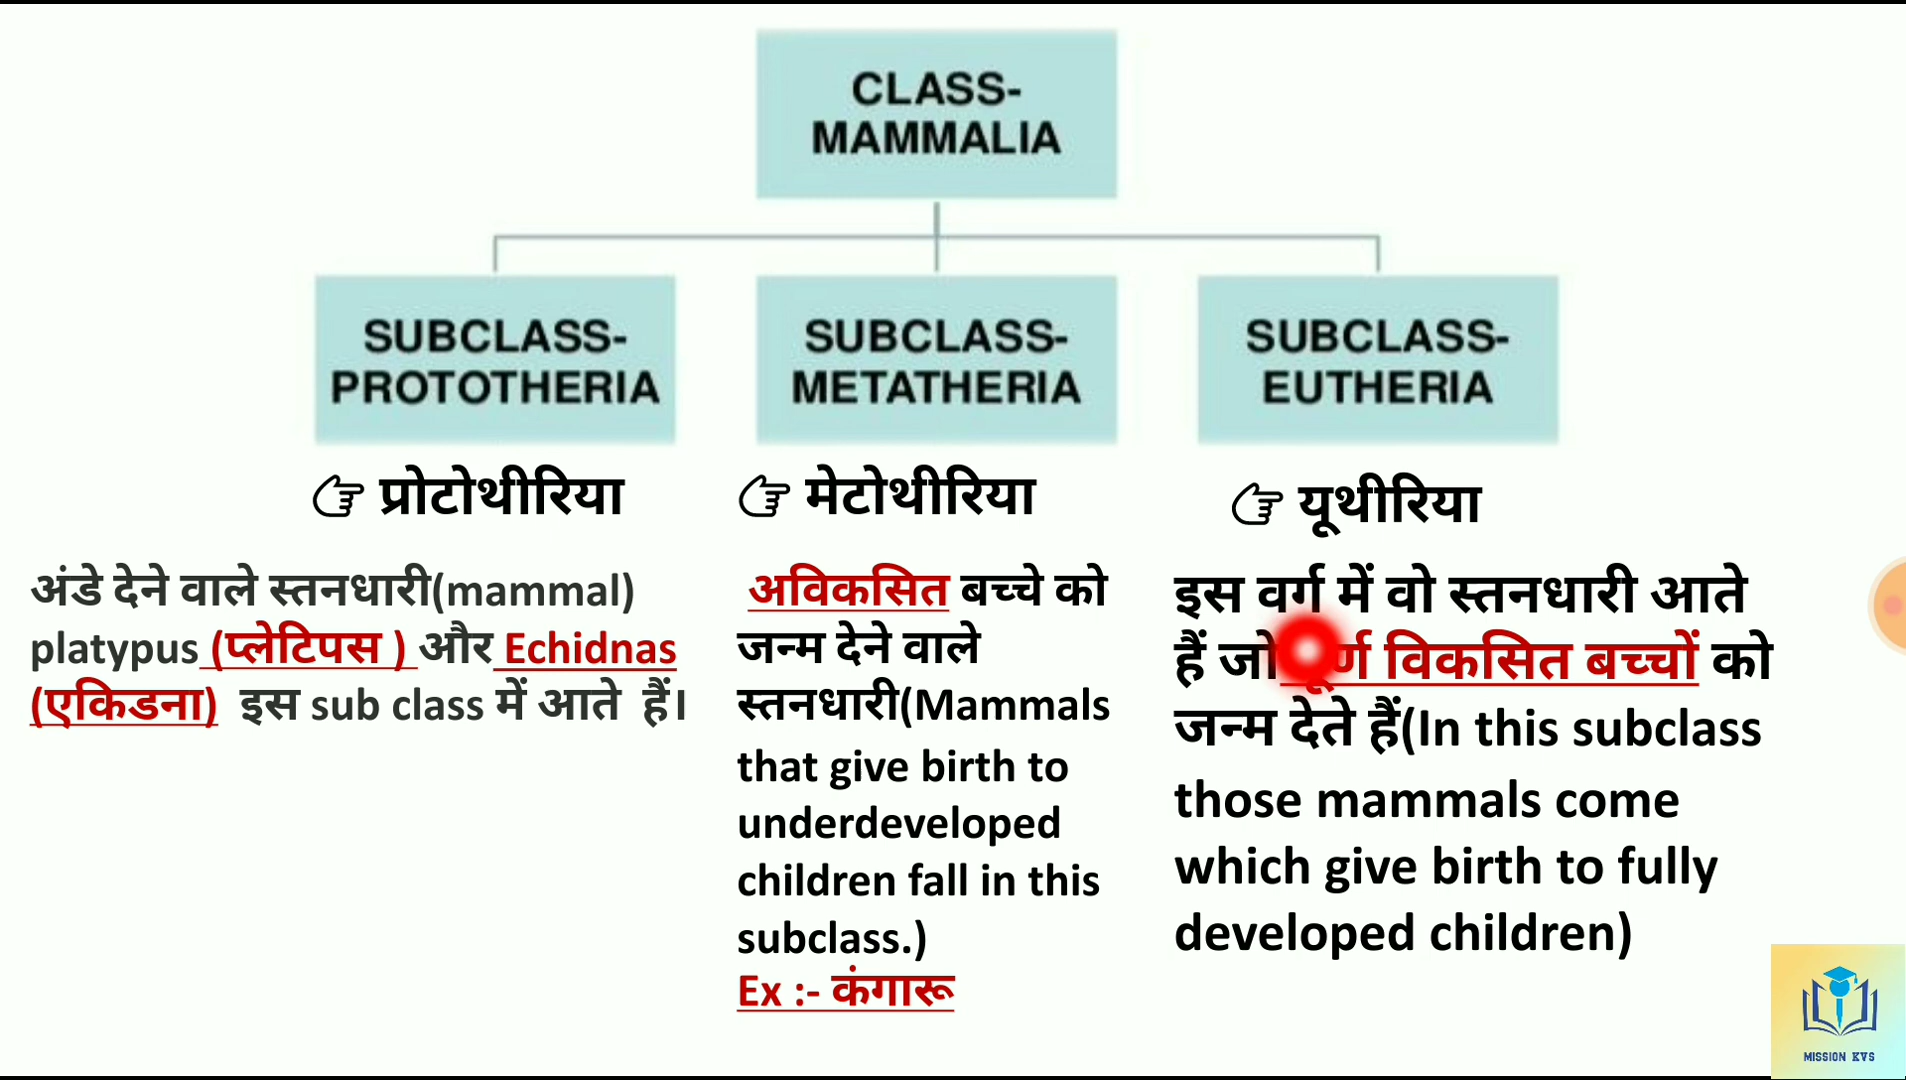 CLASS-
MAMMALIA
SUBCLASS-
PROTOTHERIA
SUBCLASS-
METATHERIA
SUBCLASS-
EUTHERIA
प्रोटोथीरिया
मेटोथीरिया
यूथीरिया
अंडे देने वाले स्तनधारी(mammal)
platypus (प्लेटिपस ) और Echidnas
(एकिडना) इस sub class में आते हैं।
अविकसित बच्चे को
जन्म देने वाले
स्तनधारी(Mammals
that give birth to
underdeveloped
children fall in this
subclass.)
Ex :- कंगारू
इस वर्ग में वो स्तनधारी आते
हैं जो विकसित बच्चों को
जन्म देते हैं(In this subclass
those mammals come
which give birth to fully
developed children)
MISSION KVS